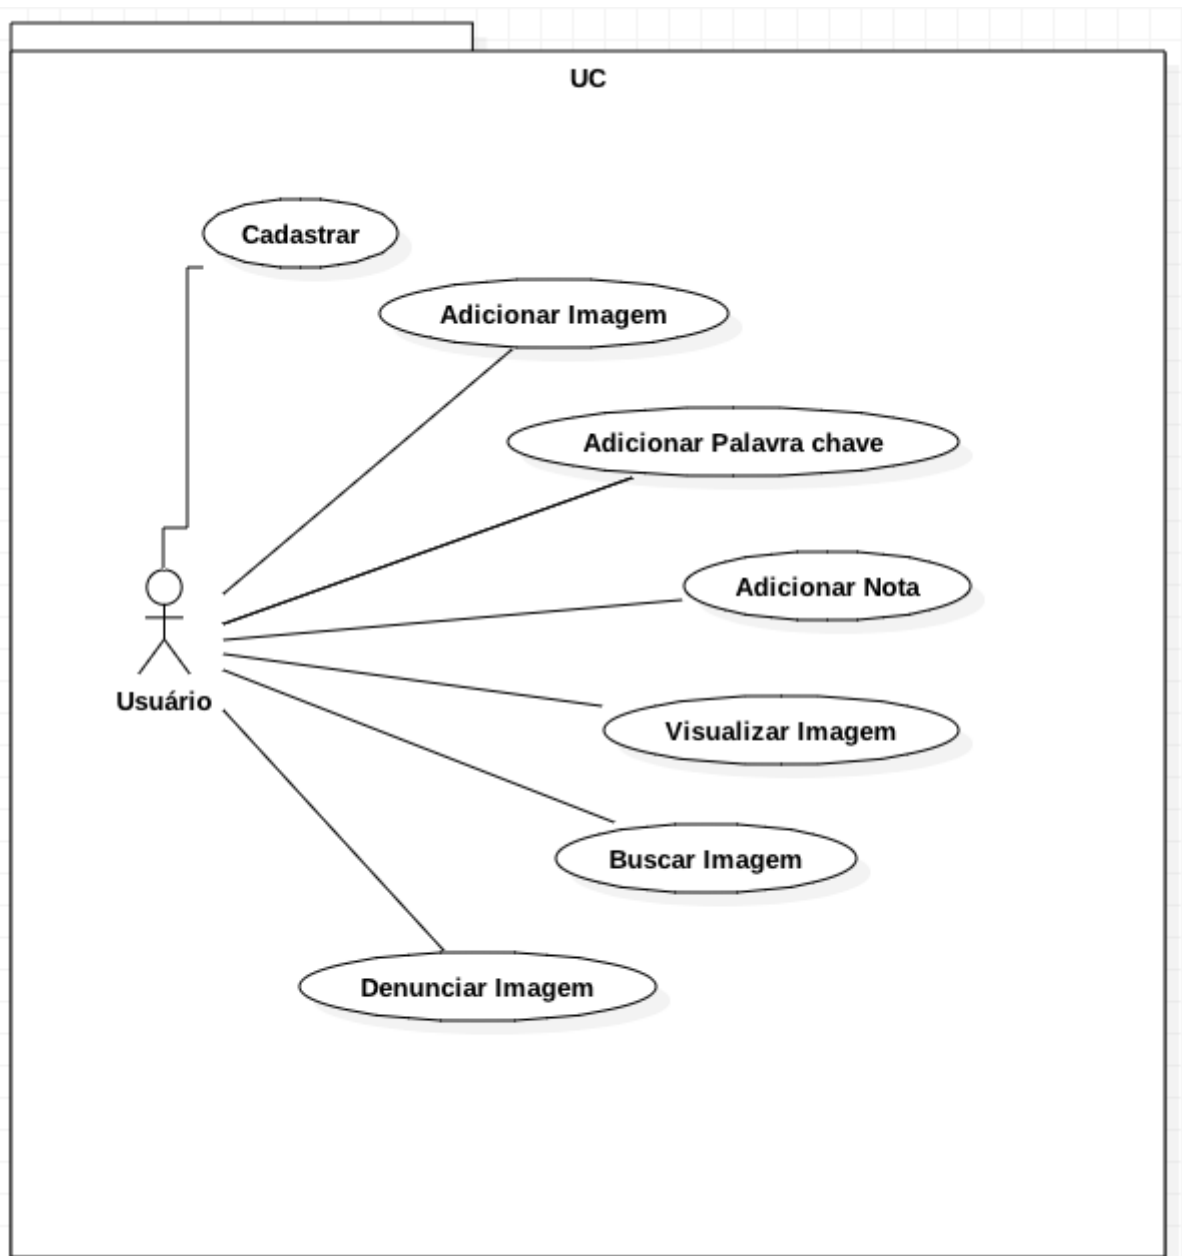 UC
Cadastrar
Adicionar Imagem
Adicionar Palavra chave
Adicionar Nota
Usuário
Visualizar Imagem
Buscar Imagem
Denunciar Imagem